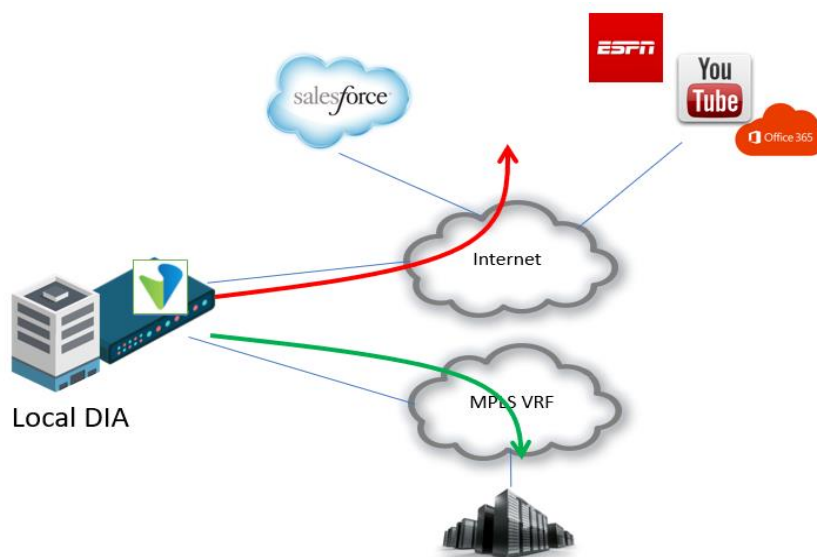 ESPN
You
Tube
Office 365
salesforce
Internet
MPLS VRF
Local DIA